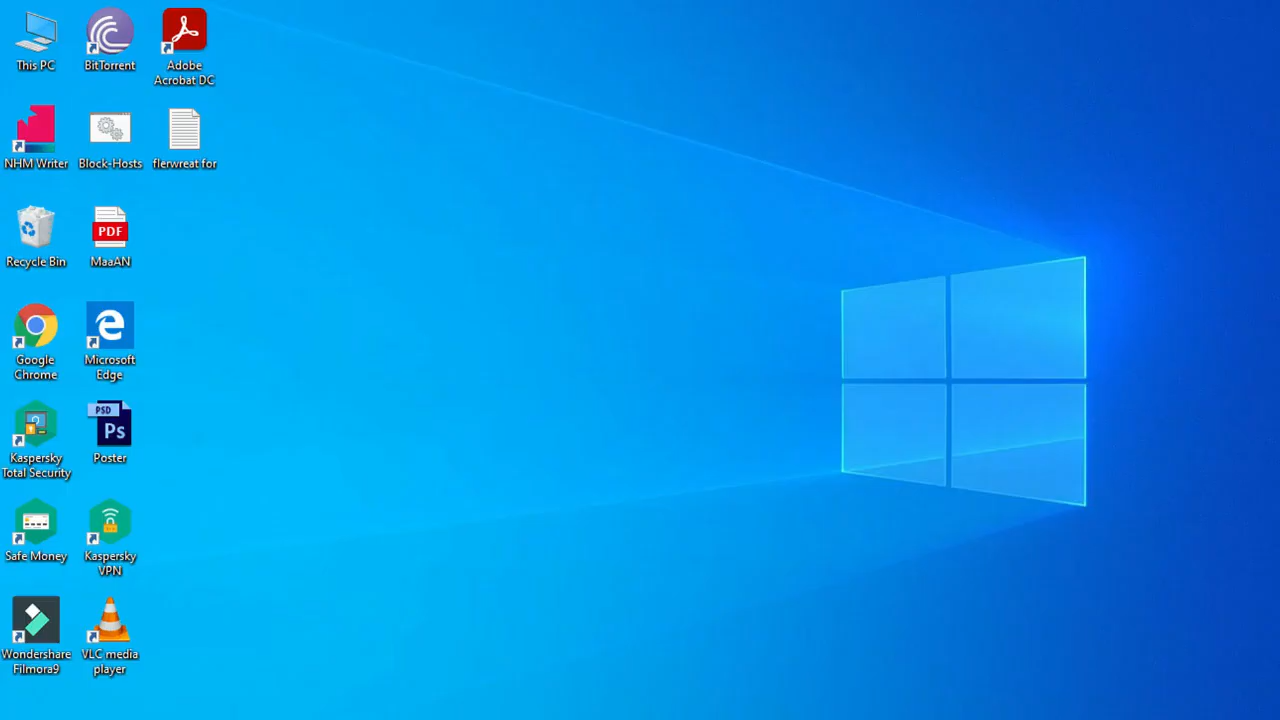 This PC
BitTorrent
Adobe
Acrobat DC
NHM Writer
Block-Hosts
flerwreat for
Recycle Bin
PDF
MaaAN
Google
Chrome
Microsoft
Edge
Kaspersky
Total Security
PSD
Ps
Poster
Safe Money
Kaspersky
VPN
Wondershare
Filmora9
VLC media
player